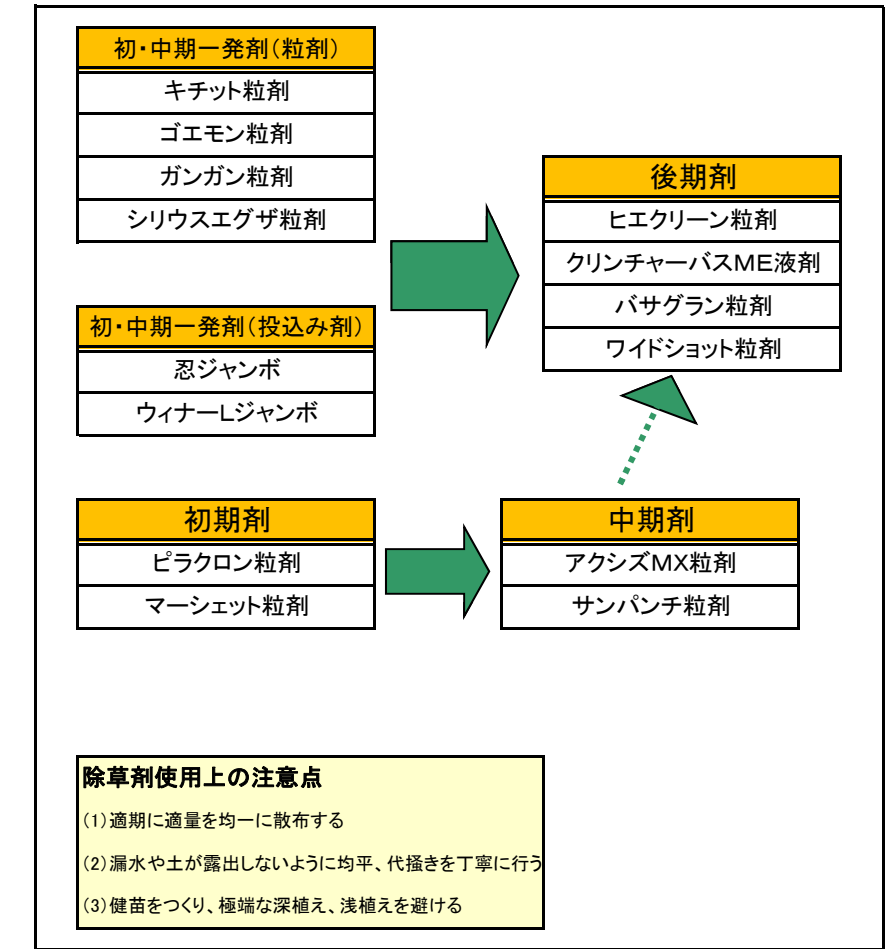 初・中期一発剤(粒剤)
キチット粒剤
ゴエモン粒剤
ガンガン粒剤
シリウスエグザ粒剤
初・中期一発剤(投込み剤)
忍ジャンボ
ウィナーLジャンボ
後期剤
ヒエクリーン粒剤
クリンチャーバスME液剤
バサグラン粒剤
ワイドショット粒剤
初期剤
ピラクロン粒剤
マーシェット粒剤
中期剤
アクシズMX粒剤
サンパンチ粒剤
除草剤使用上の注意点
(1)適期に適量を均一に散布する
(2)漏水や土が露出しないように均平、代掻きを丁寧に行う
(3)健苗をつくり、極端な深植え、浅植えを避ける